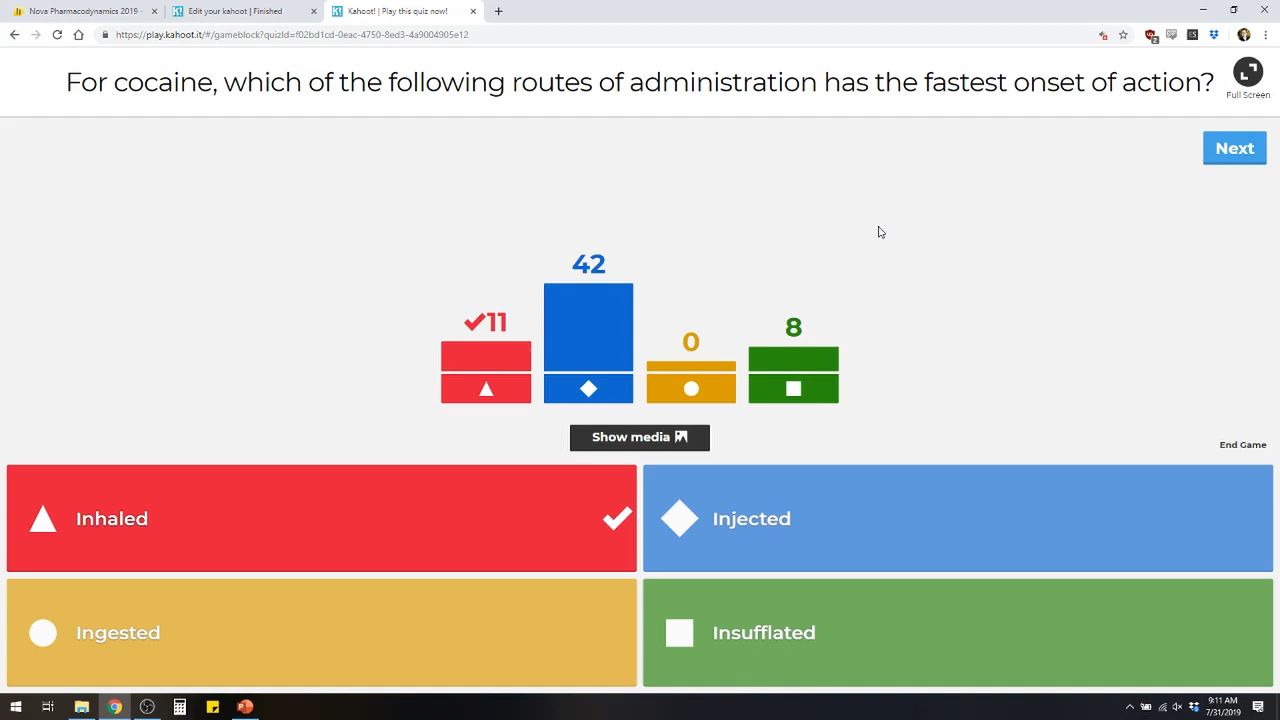 Nova Pharmacodynamics 2019 -
Edit your kahoot | Finished
Kahoot! | Play this quiz now!
https://play.kahoot.it/#/gameblock?quizId=f02bd1cd-0eac-4750-8ed3-4a9004905e12
For cocaine, which of the following routes of administration has the fastest onset of action?
Full Screen
Next
11
42
0
8
Show media
End Game
Inhaled
Injected
Ingested
Insufflated
9:11 AM
7/31/2019